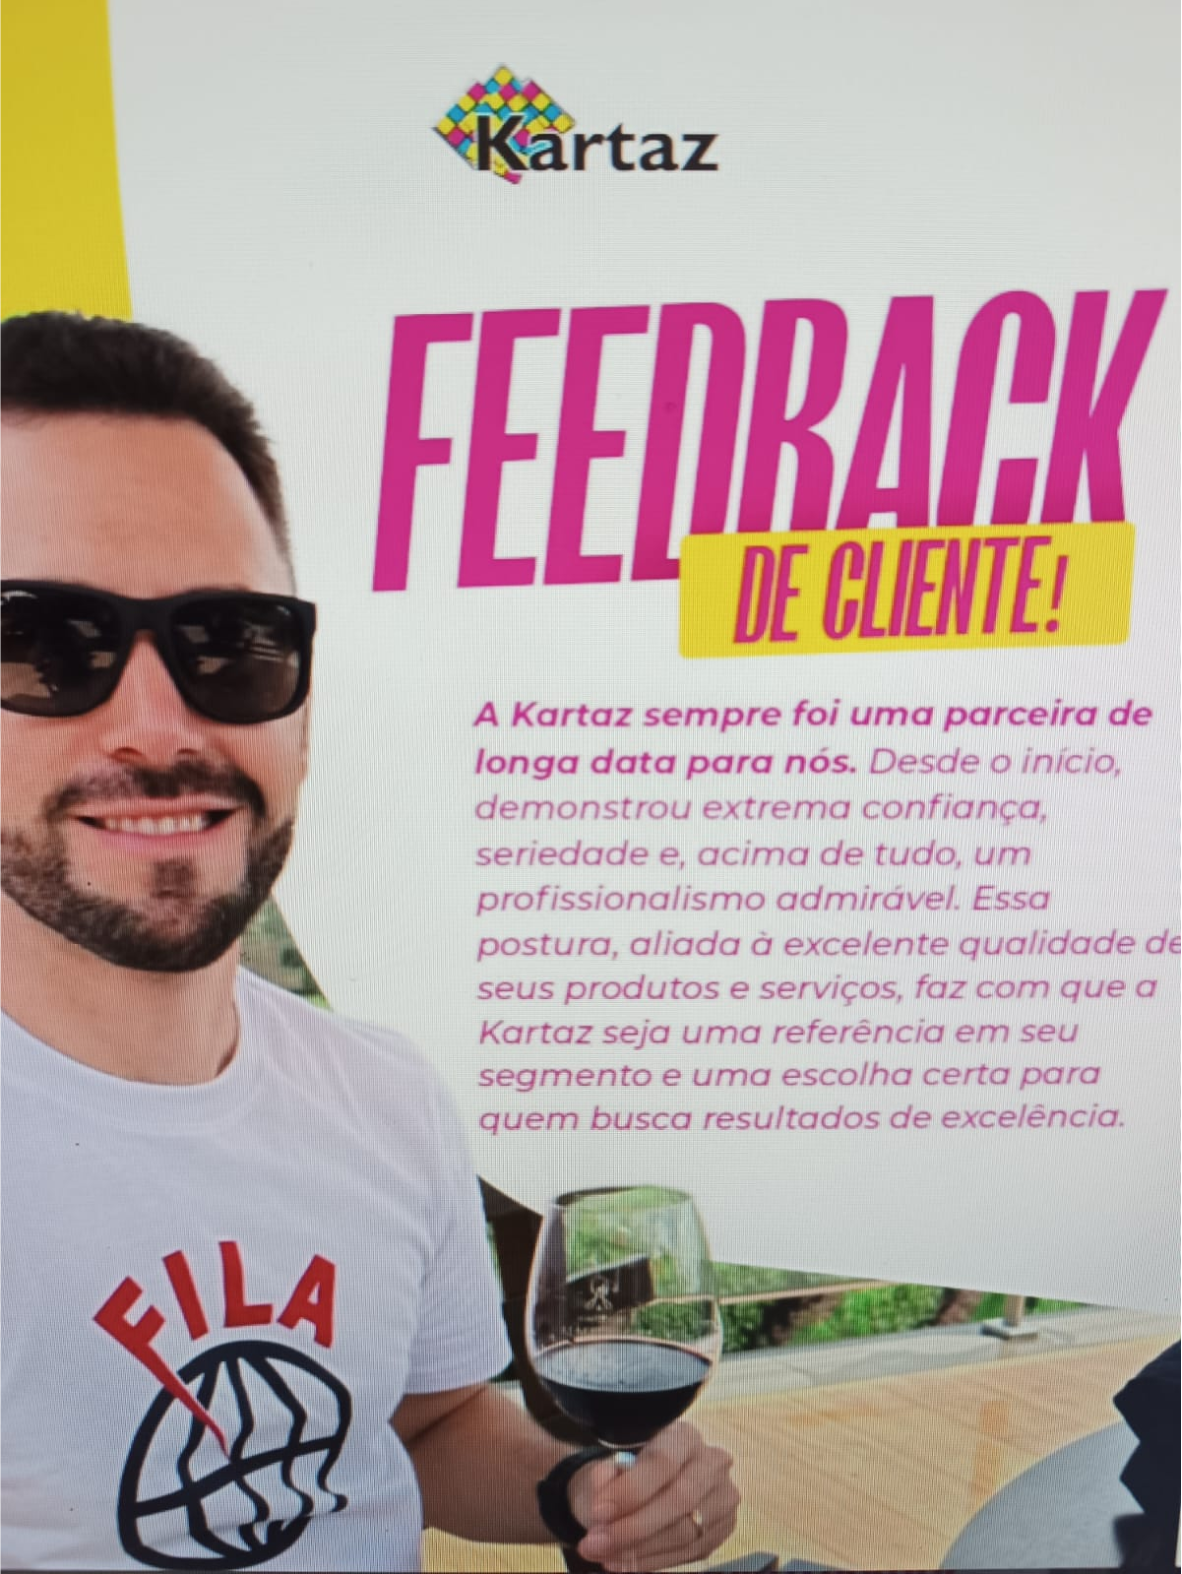 Kartaz
FEEDBACK
DE CLIENTE!
A Kartaz sempre foi uma parceira de
longa data para nós. Desde o início,
demonstrou extrema confiança,
seriedade e, acima de tudo, um
profissionalismo admirável. Essa
postura, aliada à excelente qualidade de
seus produtos e serviços, faz com que a
Kartaz seja uma referência em seu
segmento e uma escolha certa para
quem busca resultados de excelência.
FILA